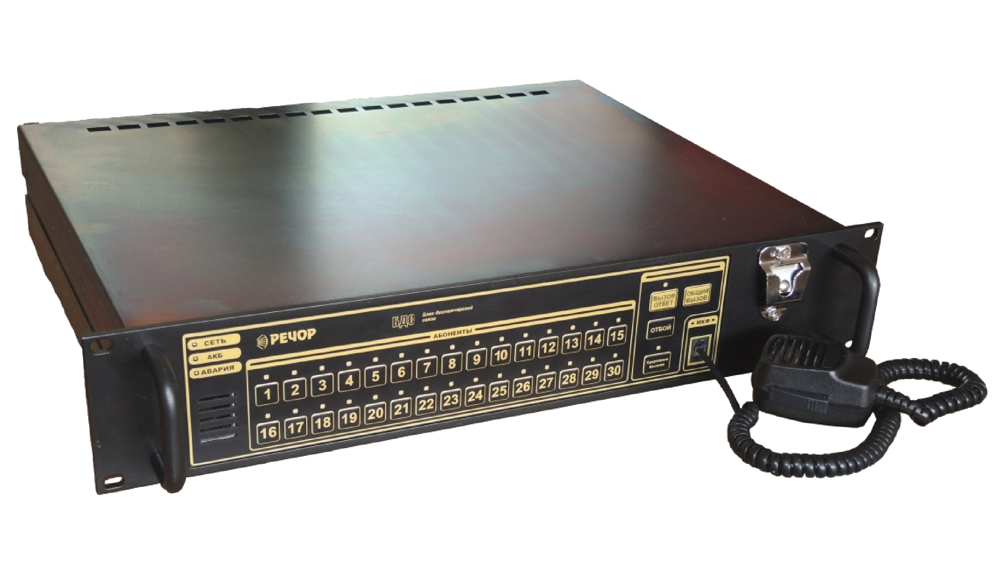 СЕТЬ
АКБ
АВАРИЯ
РЕЧОР
БДС
Блок диспетчерской
связи
АБОНЕНТЫ
1 2 3 4 5 6 7 8 9 10 11 12 13 14 15
16 17 18 19 20 21 22 23 24 25 26 27 28 29 30
ВЫЗОВ
ОТВЕТ
ОБЩИЙ
ВЫЗОВ
ОТБОЙ
Удержание
вызова
МКФ